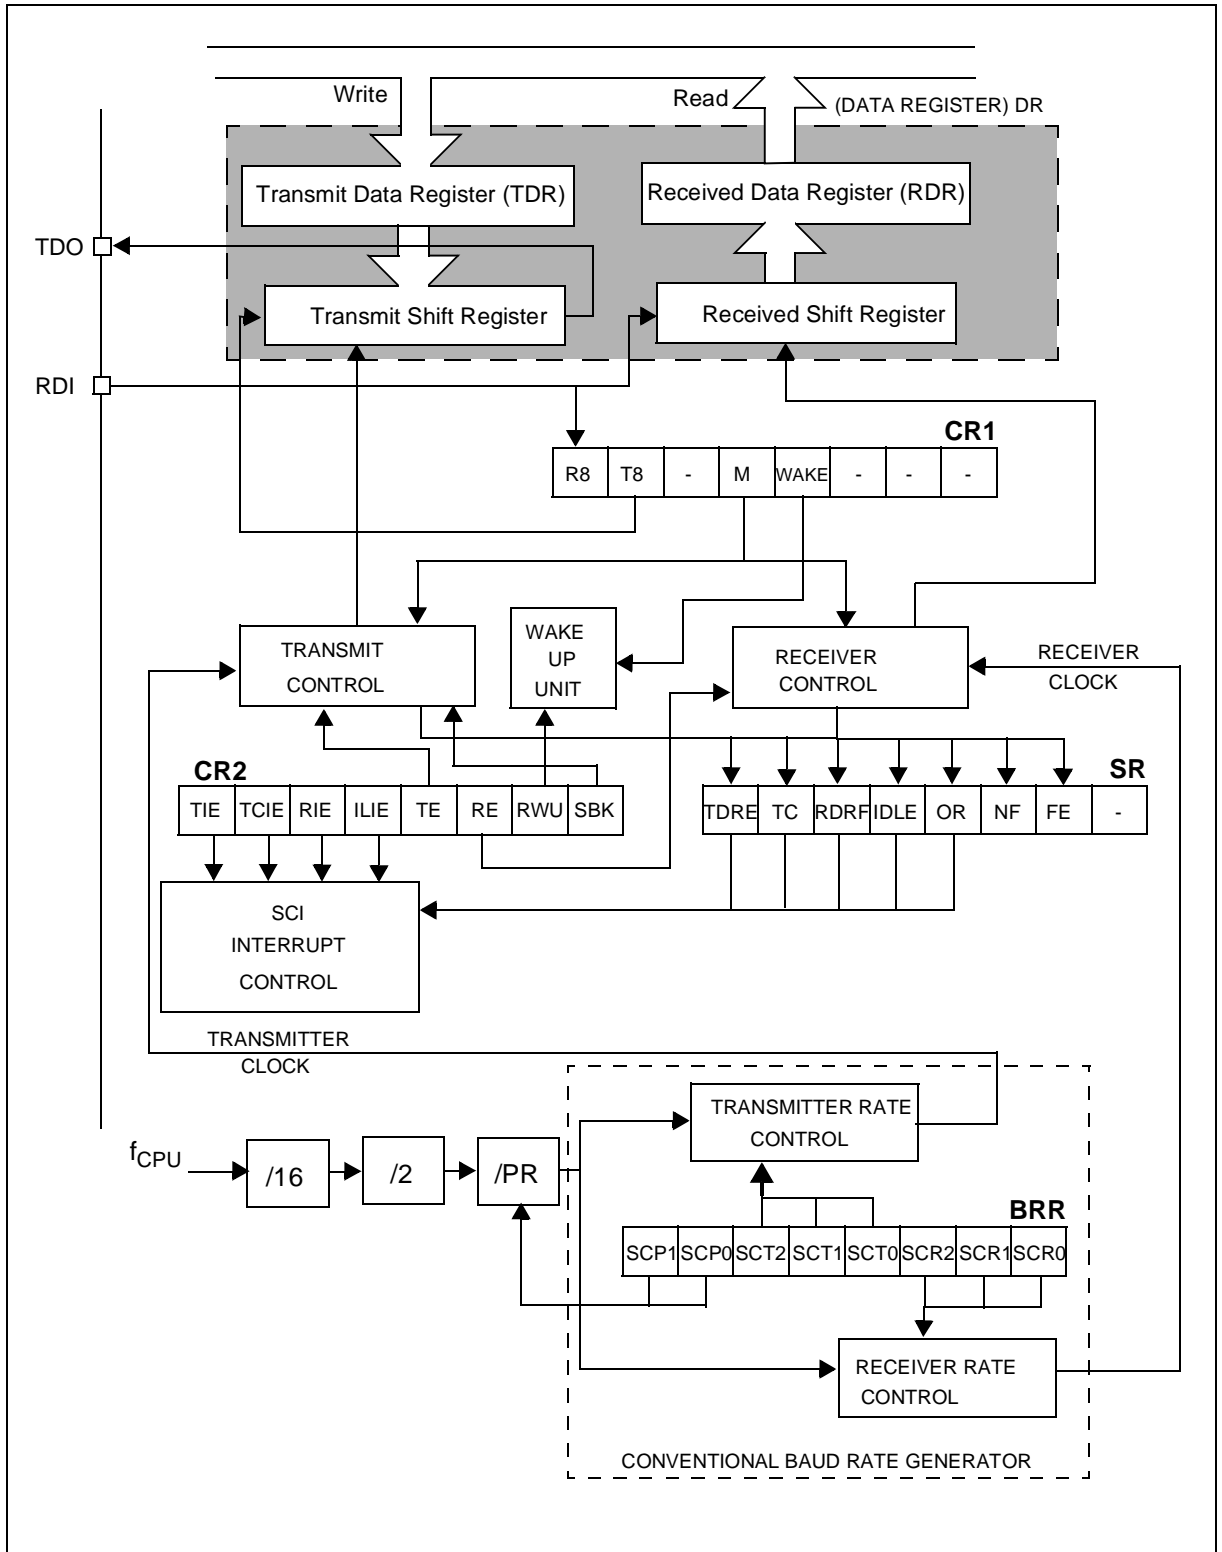 Write
Read
(DATA REGISTER) DR
Transmit Data Register (TDR)
Received Data Register (RDR)
TDO
Transmit Shift Register
Received Shift Register
RDI
CR1
R8 T8 - M WAKE - - -
TRANSMIT
CONTROL
WAKE
UP
UNIT
RECEIVER
CONTROL
RECEIVER
CLOCK
CR2
TIE TCIE RIE ILIE TE RE RWU SBK
SR
TDRE TC RDRF IDLE OR NF FE -
SCI
INTERRUPT
CONTROL
TRANSMITTER
CLOCK
TRANSMITTER RATE
CONTROL
fCPU
/16
/2
/PR
BRR
SCP1 SCP0 SCT2 SCT1 SCT0 SCR2 SCR1 SCR0
RECEIVER RATE
CONTROL
CONVENTIONAL BAUD RATE GENERATOR